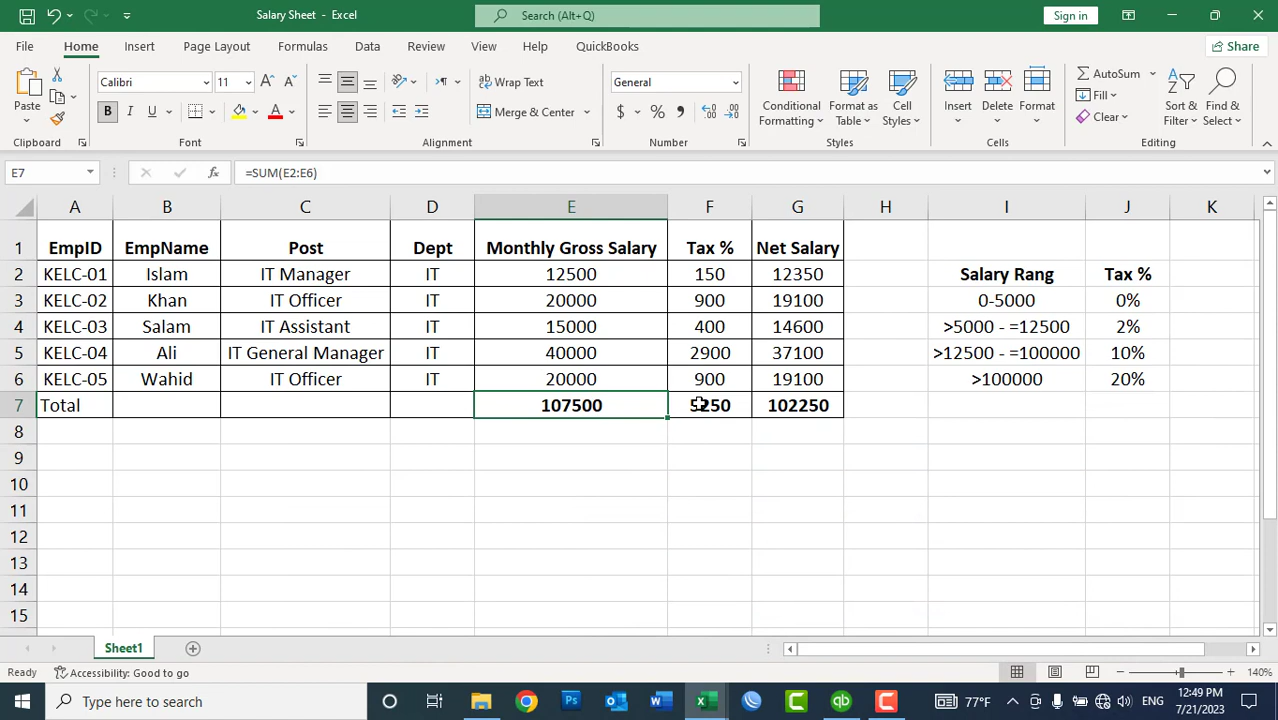 Salary Sheet - Excel
Search (Alt+Q)
Sign in
File Home Insert Page Layout Formulas Data Review View Help QuickBooks
Share
Paste
Calibri 11
Wrap Text
General
Conditional Formatting
Format as Table
Cell Styles
Insert
Delete
Format
AutoSum
Fill
Clear
Sort & Filter
Find & Select
B I U A
Merge & Center
$ % ,
Clipboard Font Alignment Number Styles Cells Editing
E7 fx =SUM(E2:E6)
A B C D E F G H I J K
1 EmpID EmpName Post Dept Monthly Gross Salary Tax % Net Salary
2 KELC-01 Islam IT Manager IT 12500 150 12350 Salary Rang Tax %
3 KELC-02 Khan IT Officer IT 20000 900 19100 0-5000 0%
4 KELC-03 Salam IT Assistant IT 15000 400 14600 >5000 - =12500 2%
5 KELC-04 Ali IT General Manager IT 40000 2900 37100 >12500 - =100000 10%
6 KELC-05 Wahid IT Officer IT 20000 900 19100 >100000 20%
7 Total 107500 5250 102250
8
9
10
11
12
13
14
15
Sheet1
Ready Accessibility: Good to go 140%
Type here to search
77°F ENG
12:49 PM
7/21/2023